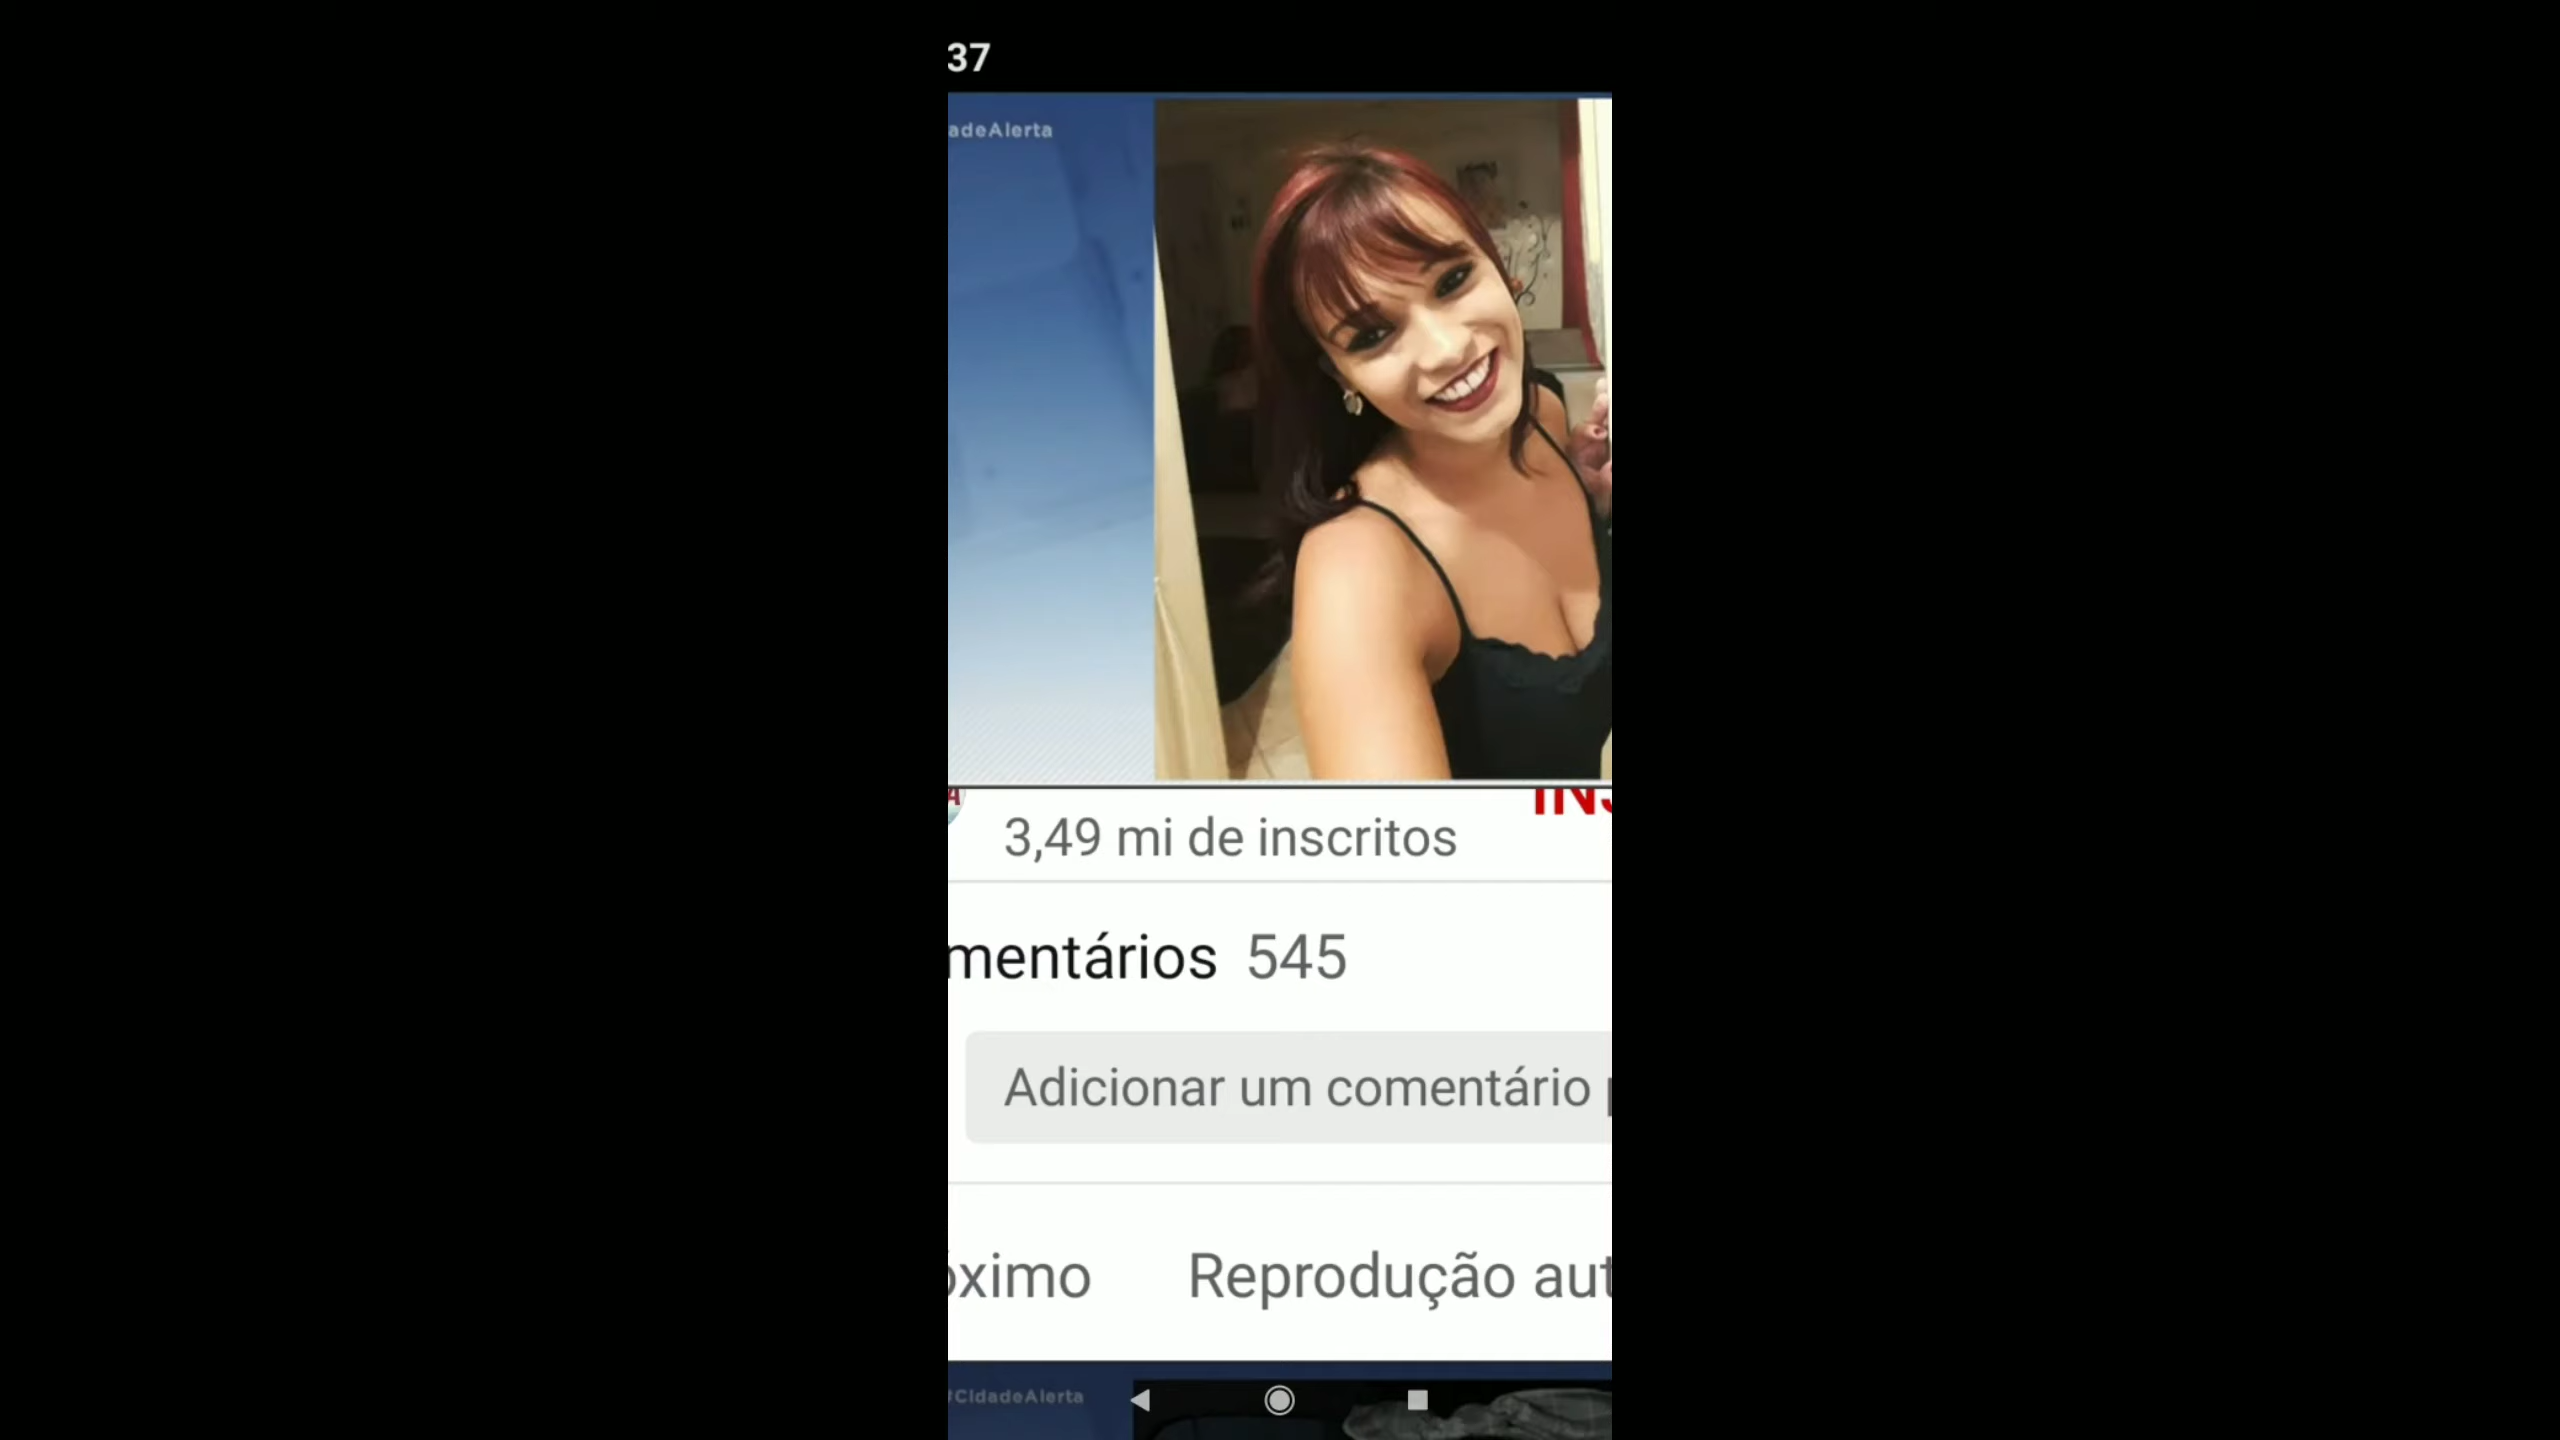 37
adeAlerta
3,49 mi de inscritos
mentários 545
Adicionar um comentário
óximo Reprodução aut
#CidadeAlerta